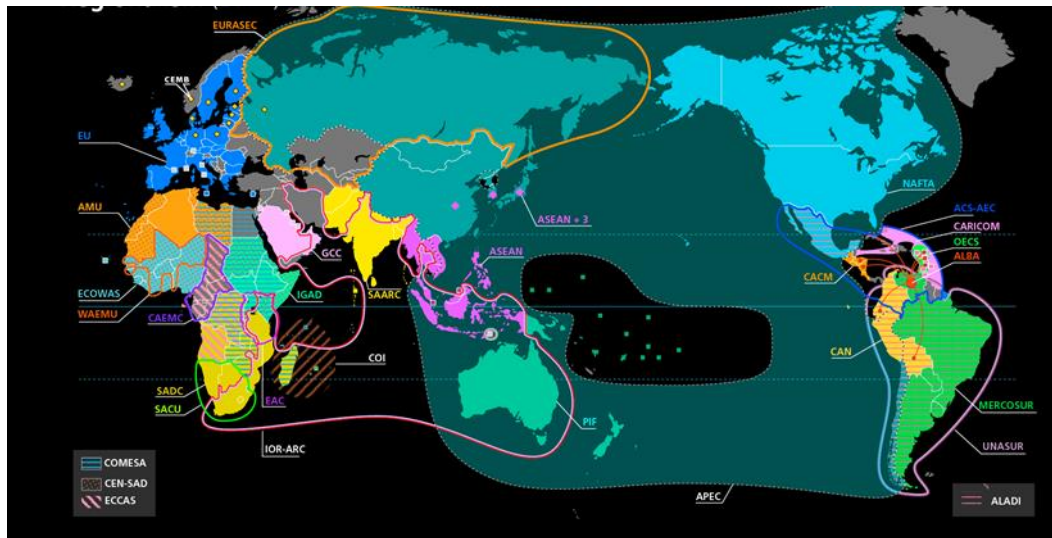 EURASEC
CEMB
EU
NAFTA
AMU
ASEAN + 3
ACS-AEC
CARICOM
OECS
ALBA
GCC
ASEAN
CACM
ECOWAS
SAARC
IGAD
WAEMU
CAEMC
CAN
COI
SADC
EAC
MERCOSUR
SACU
PIF
IOR-ARC
UNASUR
COMESA
CEN-SAD
ECCAS
APEC
ALADI